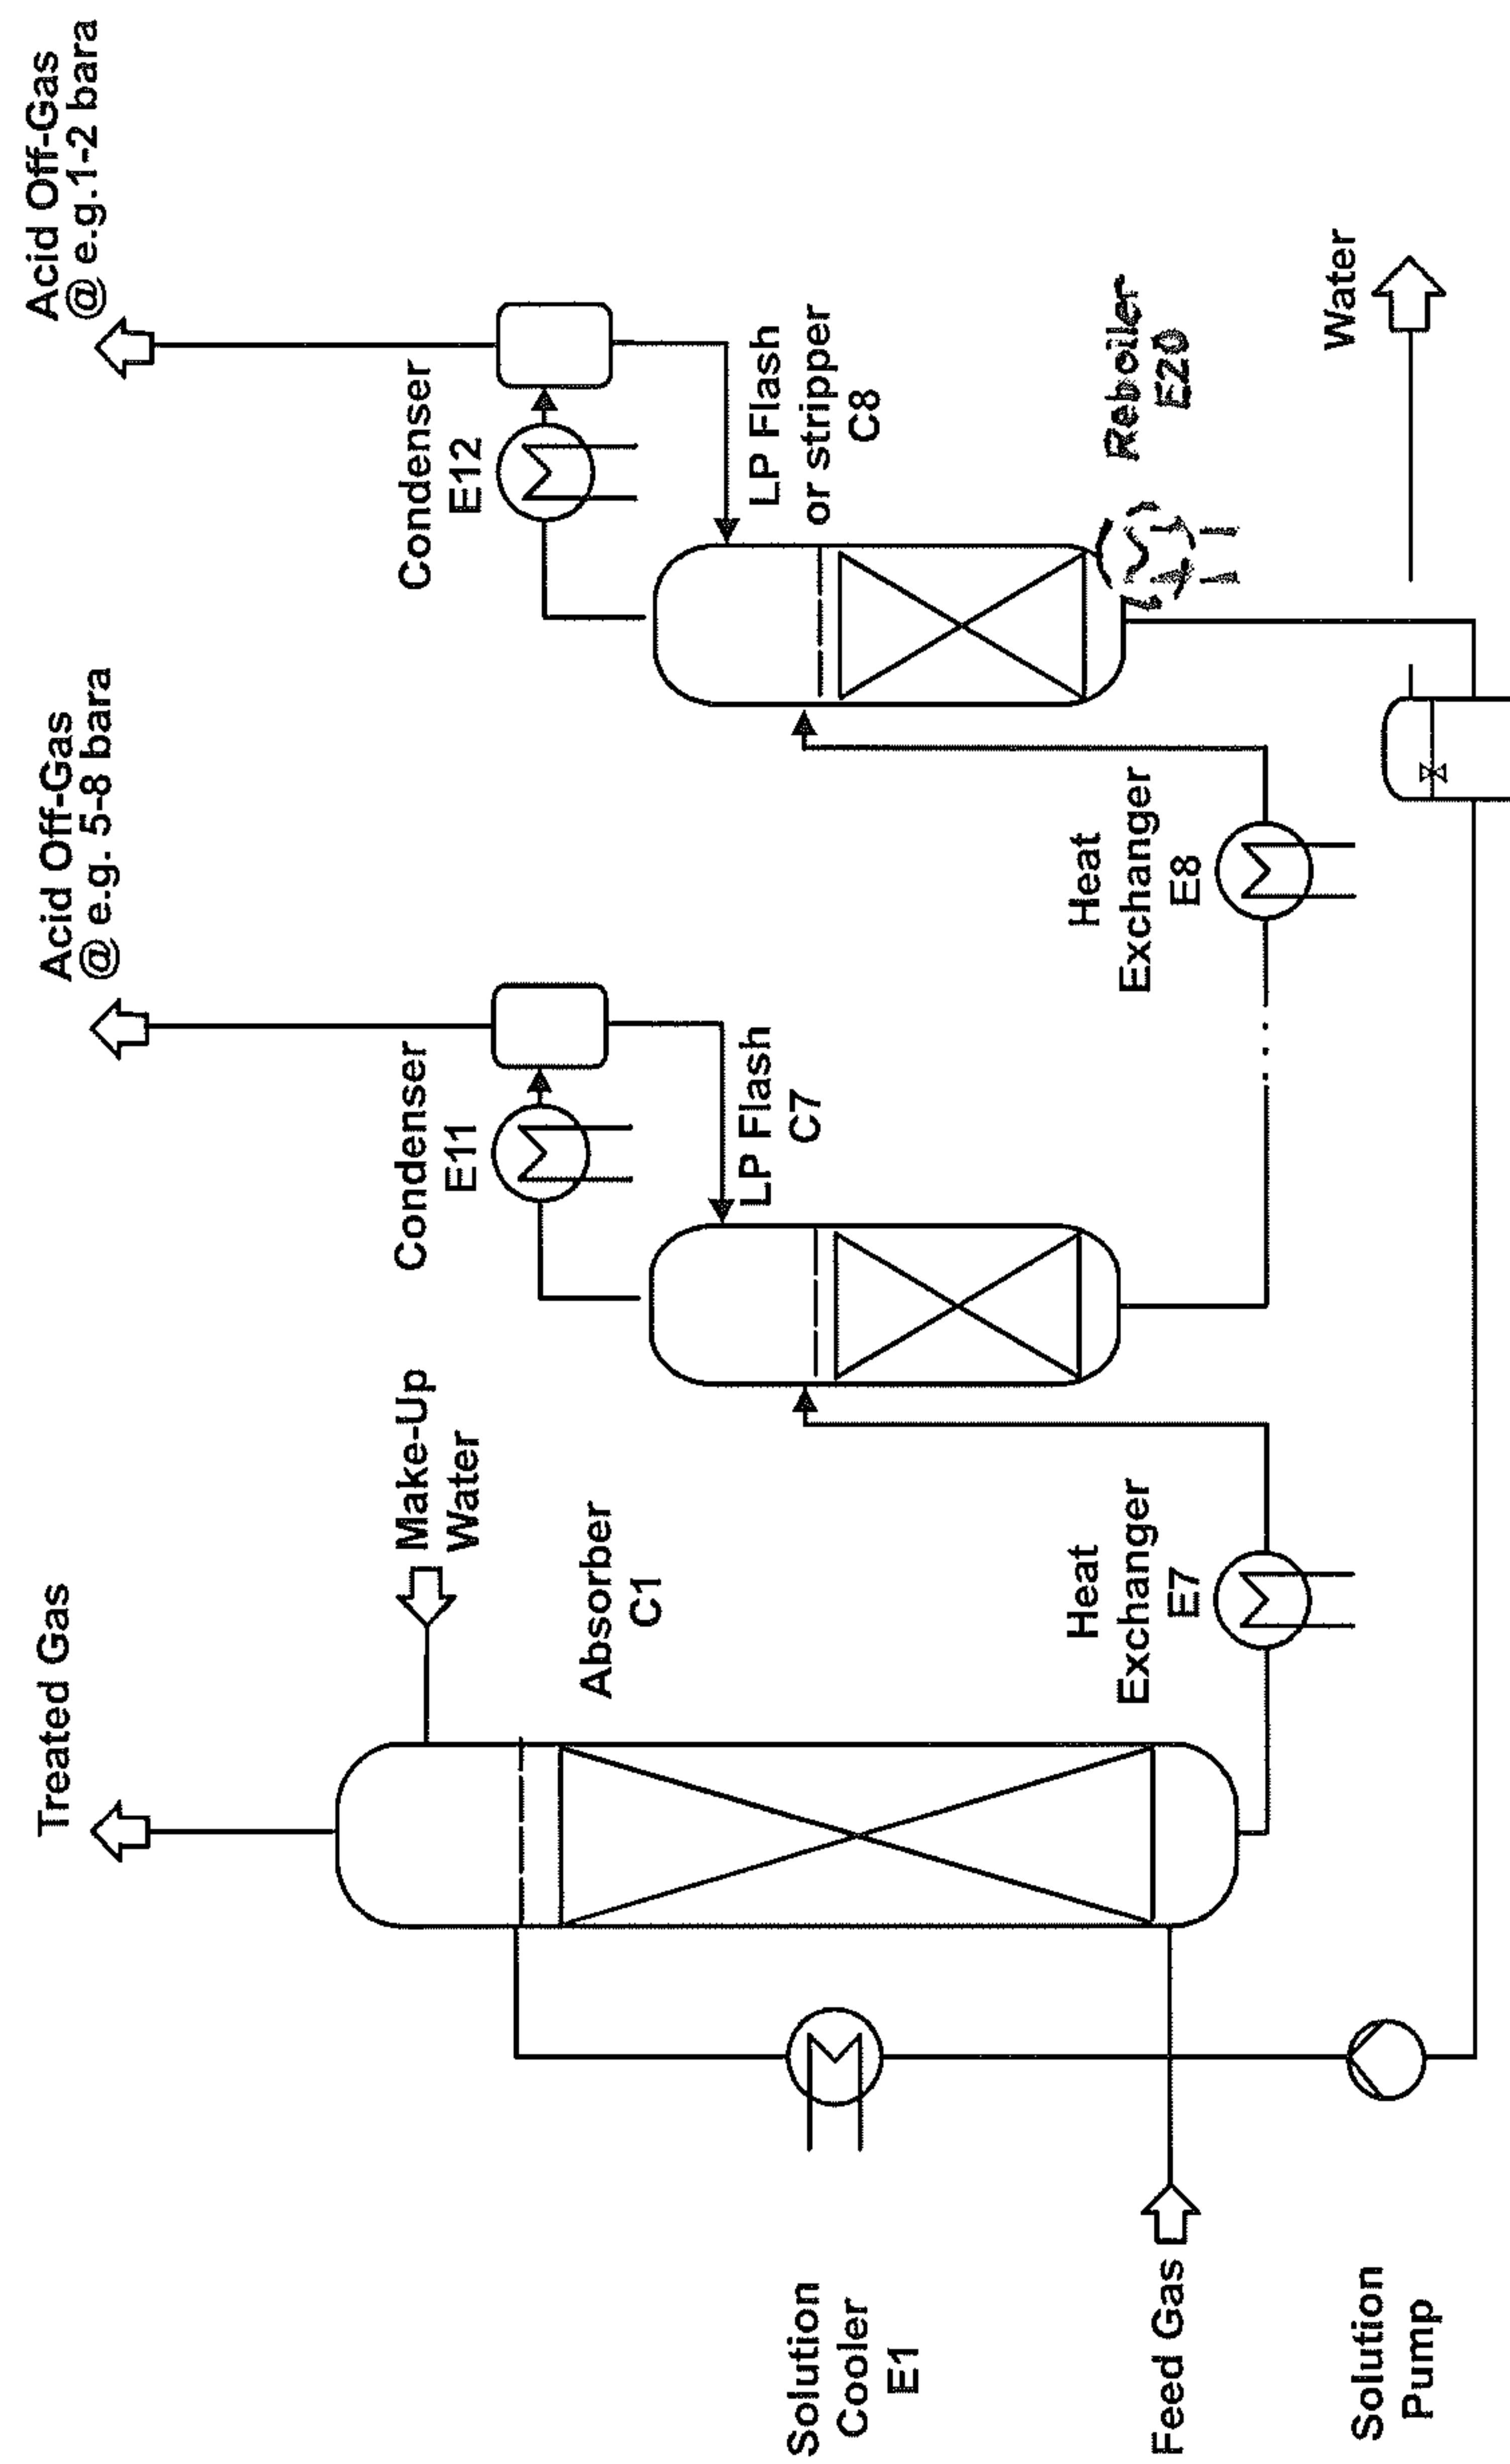 Treated Gas
Acid Off-Gas
@ e.g. 5-8 bara
Acid Off-Gas
@ e.g.1-2 bara
Make-Up
Water
Condenser
E11
Condenser
E12
Absorber
C1
LP Flash
C7
LP Flash
or stripper
C8
Solution
Cooler
E1
Heat
Exchanger
E7
Heat
Exchanger
E8
Reboiler
E20
Feed Gas
Solution
Pump
Water